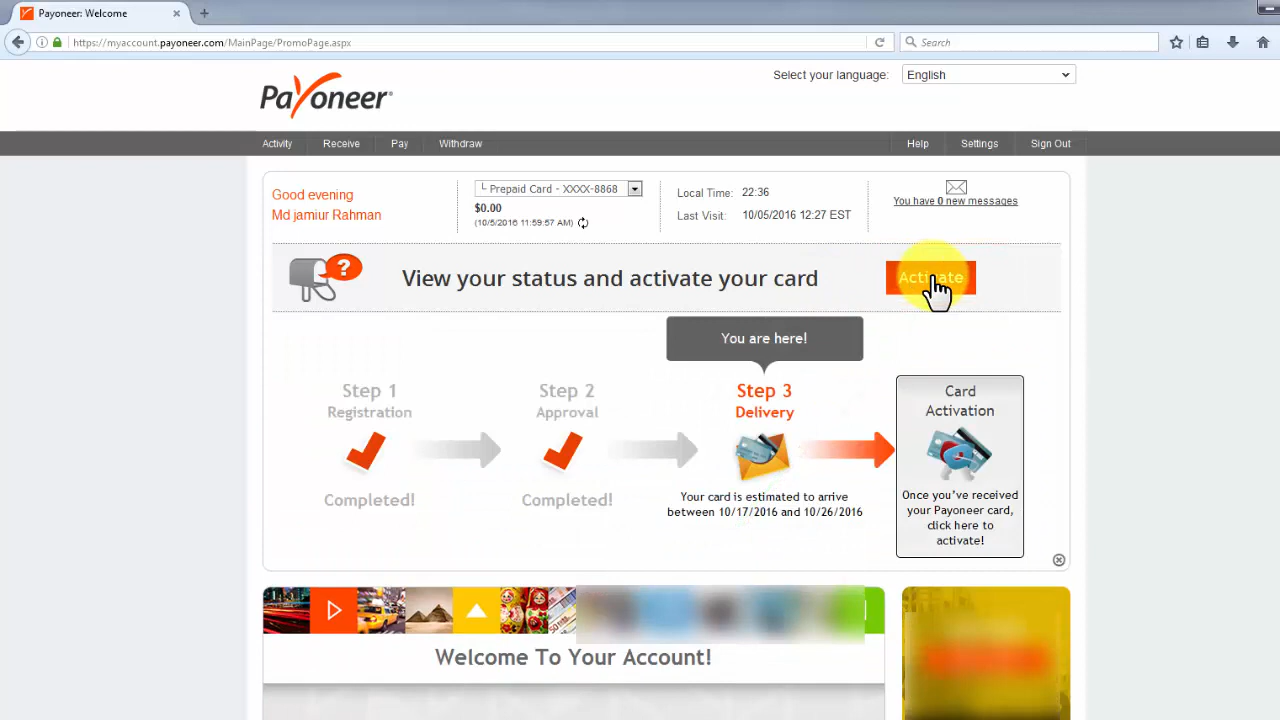 Payoneer: Welcome
https://myaccount.payoneer.com/MainPage/PromoPage.aspx
Search
Select your language: English
Payoneer
Activity Receive Pay Withdraw Help Settings Sign Out
Good evening
Md jamiur Rahman
└ Prepaid Card - XXXX-8868
$0.00
(10/5/2016 11:59:57 AM)
Local Time: 22:36
Last Visit: 10/05/2016 12:27 EST
You have 0 new messages
?
View your status and activate your card
Activate
You are here!
Step 1
Registration
Completed!
Step 2
Approval
Completed!
Step 3
Delivery
Your card is estimated to arrive
between 10/17/2016 and 10/26/2016
Card
Activation
Once you've received
your Payoneer card,
click here to
activate!
Welcome To Your Account!